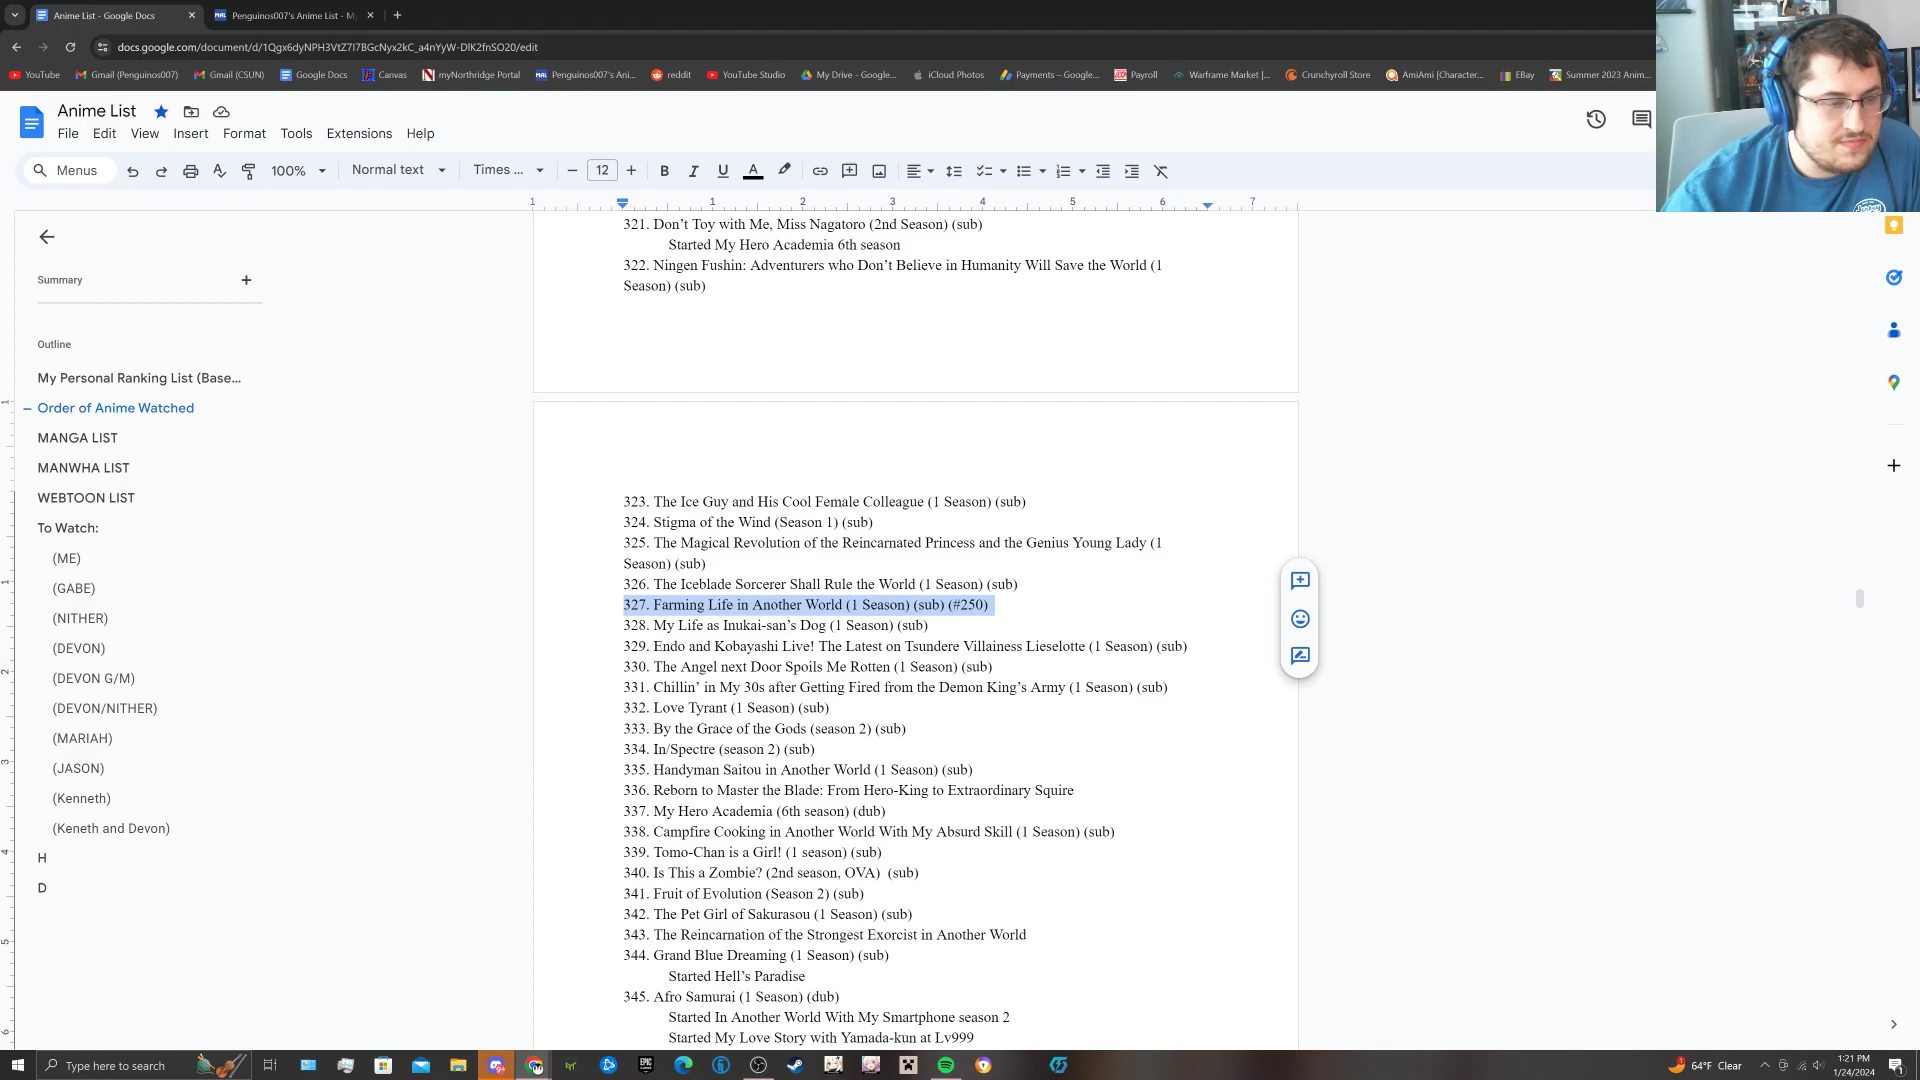 Anime List - Google Docs
Penguinos007's Anime List - My
docs.google.com/document/d/1Qgx6dyNPH3VtZ7I7BGcNyx2kC_a4nYyW-DlK2fnSO20/edit
YouTube
Gmail (Penguinos007)
Gmail (CSUN)
Google Docs
Canvas
myNorthridge Portal
Penguinos007's Ani...
reddit
YouTube Studio
My Drive - Google...
iCloud Photos
Payments – Google...
Payroll
Warframe Market |...
Crunchyroll Store
AmiAmi [Character...
EBay
Summer 2023 Anim...
Anime List
File Edit View Insert Format Tools Extensions Help
Menus
100%
Normal text
Times ...
12
1 1 2 3 4 5 6 7
Summary
Outline
My Personal Ranking List (Base...
Order of Anime Watched
MANGA LIST
MANWHA LIST
WEBTOON LIST
To Watch:
(ME)
(GABE)
(NITHER)
(DEVON)
(DEVON G/M)
(DEVON/NITHER)
(MARIAH)
(JASON)
(Kenneth)
(Keneth and Devon)
H
D
321. Don't Toy with Me, Miss Nagatoro (2nd Season) (sub)
Started My Hero Academia 6th season
322. Ningen Fushin: Adventurers who Don't Believe in Humanity Will Save the World (1
Season) (sub)
323. The Ice Guy and His Cool Female Colleague (1 Season) (sub)
324. Stigma of the Wind (Season 1) (sub)
325. The Magical Revolution of the Reincarnated Princess and the Genius Young Lady (1
Season) (sub)
326. The Iceblade Sorcerer Shall Rule the World (1 Season) (sub)
327. Farming Life in Another World (1 Season) (sub) (#250)
328. My Life as Inukai-san's Dog (1 Season) (sub)
329. Endo and Kobayashi Live! The Latest on Tsundere Villainess Lieselotte (1 Season) (sub)
330. The Angel next Door Spoils Me Rotten (1 Season) (sub)
331. Chillin' in My 30s after Getting Fired from the Demon King's Army (1 Season) (sub)
332. Love Tyrant (1 Season) (sub)
333. By the Grace of the Gods (season 2) (sub)
334. In/Spectre (season 2) (sub)
335. Handyman Saitou in Another World (1 Season) (sub)
336. Reborn to Master the Blade: From Hero-King to Extraordinary Squire
337. My Hero Academia (6th season) (dub)
338. Campfire Cooking in Another World With My Absurd Skill (1 Season) (sub)
339. Tomo-Chan is a Girl! (1 season) (sub)
340. Is This a Zombie? (2nd season, OVA)  (sub)
341. Fruit of Evolution (Season 2) (sub)
342. The Pet Girl of Sakurasou (1 Season) (sub)
343. The Reincarnation of the Strongest Exorcist in Another World
344. Grand Blue Dreaming (1 Season) (sub)
Started Hell's Paradise
345. Afro Samurai (1 Season) (dub)
Started In Another World With My Smartphone season 2
Started My Love Story with Yamada-kun at Lv999
Type here to search
64°F Clear
1:21 PM
1/24/2024